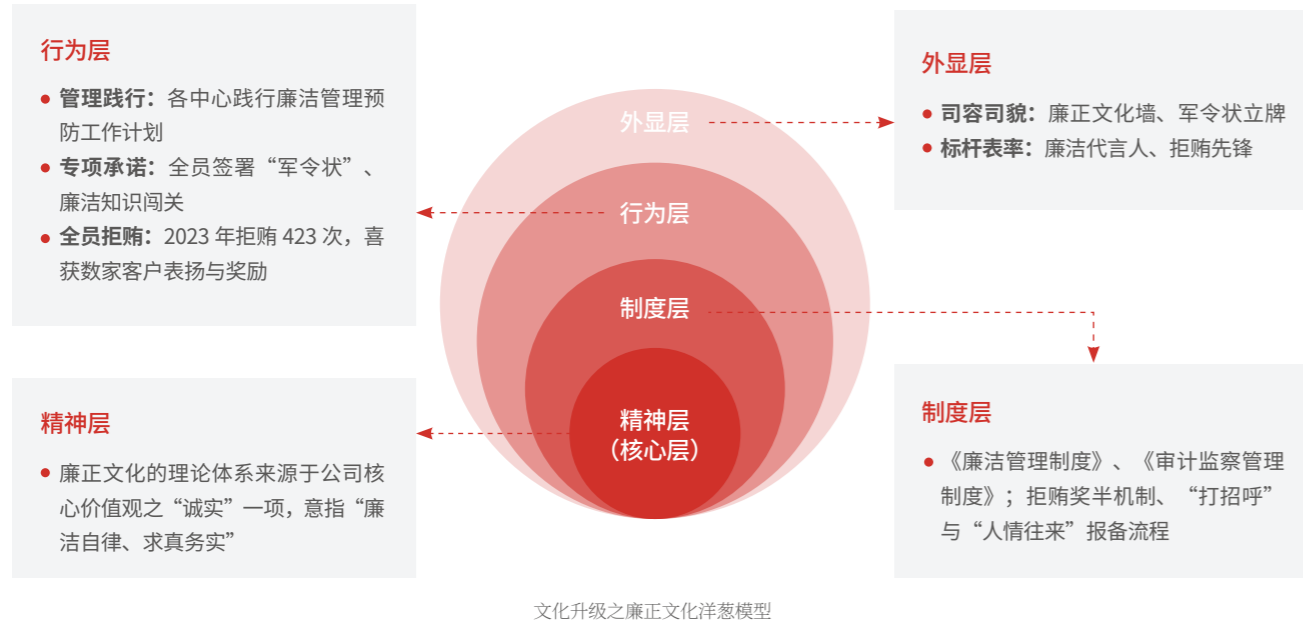 行为层
● 管理践行：各中心践行廉洁管理预
防工作计划
● 专项承诺：全员签署“军令状”、
廉洁知识闯关
● 全员拒贿：2023 年拒贿 423 次，喜
获数家客户表扬与奖励
精神层
● 廉正文化的理论体系来源于公司核
心价值观之“诚实”一项，意指“廉
洁自律、求真务实”
外显层
行为层
制度层
精神层
（核心层）
外显层
● 司容司貌：廉正文化墙、军令状立牌
● 标杆表率：廉洁代言人、拒贿先锋
制度层
● 《廉洁管理制度》、《审计监察管理
制度》；拒贿奖半机制、“打招呼”
与“人情往来”报备流程
文化升级之廉正文化洋葱模型